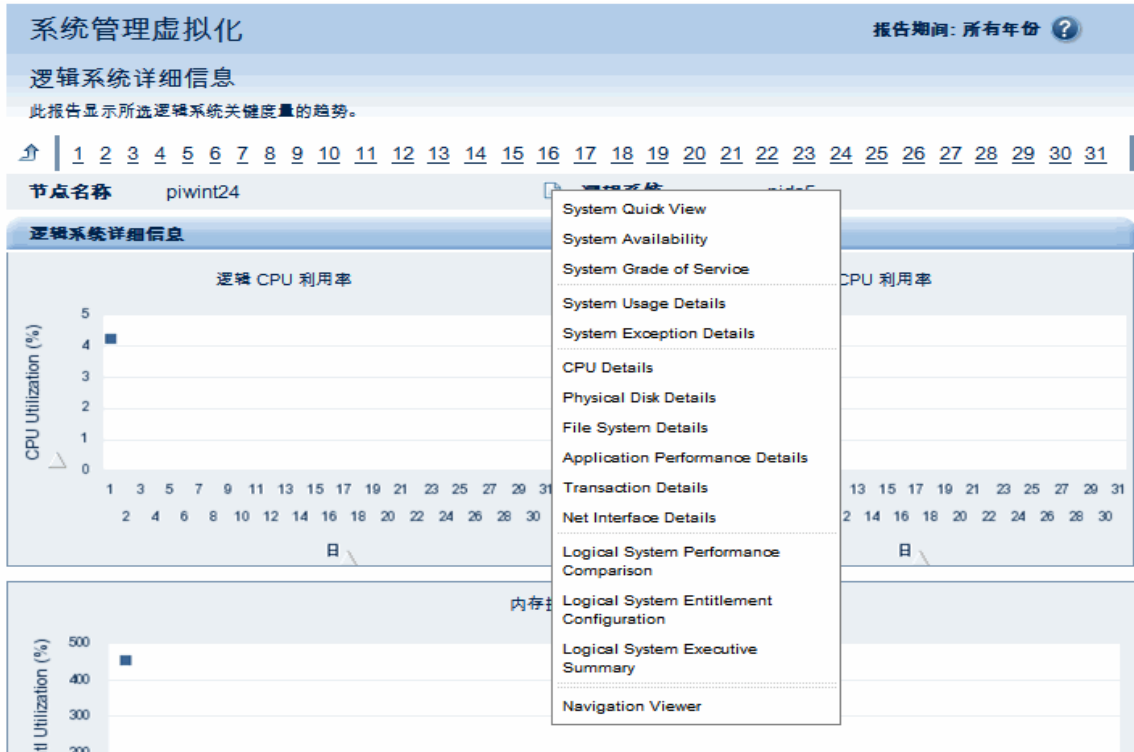 系统管理虚拟化
报告期间: 所有年份 ?
逻辑系统详细信息
此报告显示所选逻辑系统关键度量的趋势。
1 2 3 4 5 6 7 8 9 10 11 12 13 14 15 16 17 18 19 20 21 22 23 24 25 26 27 28 29 30 31
节点名称 piwint24
逻辑系统详细信息
逻辑 CPU 利用率
CPU Utilization (%)
5
4
3
2
1
0
1 3 5 7 9 11 13 15 17 19 21 23 25 27 29 31
2 4 6 8 10 12 14 16 18 20 22 24 26 28 30
日
CPU 利用率
13 15 17 19 21 23 25 27 29 31
2 14 16 18 20 22 24 26 28 30
日
System Quick View
System Availability
System Grade of Service
System Usage Details
System Exception Details
CPU Details
Physical Disk Details
File System Details
Application Performance Details
Transaction Details
Net Interface Details
Logical System Performance
Comparison
Logical System Entitlement
Configuration
Logical System Executive
Summary
Navigation Viewer
内存
Utilization (%)
500
400
300
200